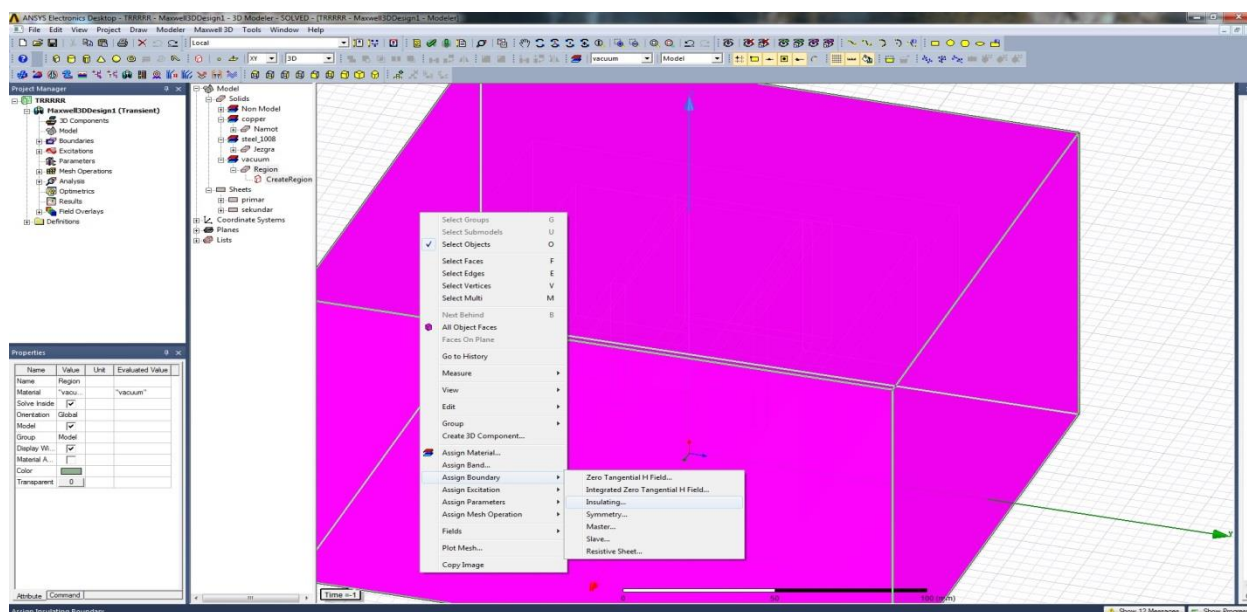 ANSYS Electronics Desktop - TRRRRR - Maxwell3DDesign1 - 3D Modeler - SOLVED - [TRRRRR - Maxwell3DDesign1 - Modeler]
File Edit View Project Draw Modeler Maxwell 3D Tools Window Help
Local
XY 3D vacuum Model
Project Manager
TRRRRR
Maxwell3DDesign1 (Transient)
3D Components
Model
Boundaries
Excitations
Parameters
Mesh Operations
Analysis
Optimetrics
Results
Field Overlays
Definitions
Model
Solids
Non Model
copper
Namot
steel_1008
Jezgra
vacuum
Region
CreateRegion
Sheets
primar
sekundar
Coordinate Systems
Planes
Lists
Select Groups G
Select Submodels U
Select Objects O
Select Faces F
Select Edges E
Select Vertices V
Select Multi M
Next Behind B
All Object Faces
Faces On Plane
Go to History
Measure
View
Edit
Group
Create 3D Component...
Assign Material...
Assign Band...
Assign Boundary
Assign Excitation
Assign Parameters
Assign Mesh Operation
Fields
Plot Mesh...
Copy Image
Zero Tangential H Field...
Integrated Zero Tangential H Field...
Insulating...
Symmetry...
Master...
Slave...
Resistive Sheet...
Properties
Name Value Unit Evaluated Value
Name Region
Material "vacu... "vacuum"
Solve Inside
Orientation Global
Model
Group Model
Display Wi...
Material A...
Color
Transparent 0
Attribute Command
Time =-1
0 50 100 (mm)
y
Assign Insulating Boundary
Show 12 Messages Show Progress